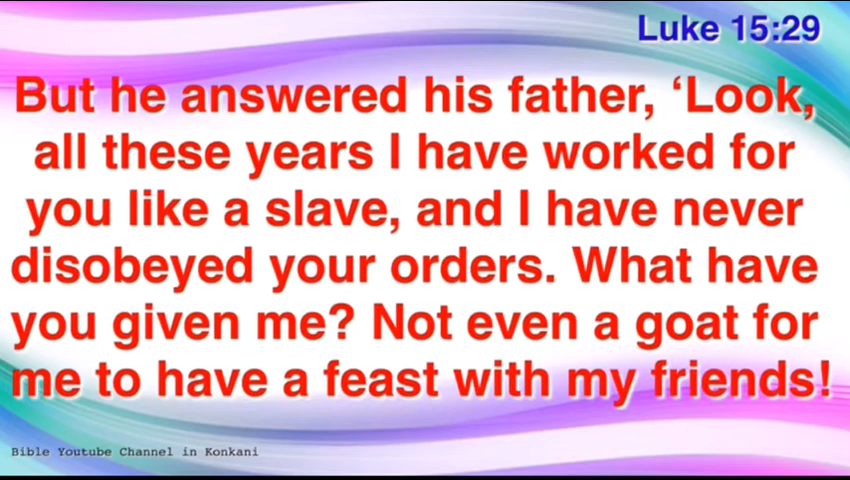 Luke 15:29
But he answered his father, ‘Look,
all these years I have worked for
you like a slave, and I have never
disobeyed your orders. What have
you given me? Not even a goat for
me to have a feast with my friends!
Bible Youtube Channel in Konkani